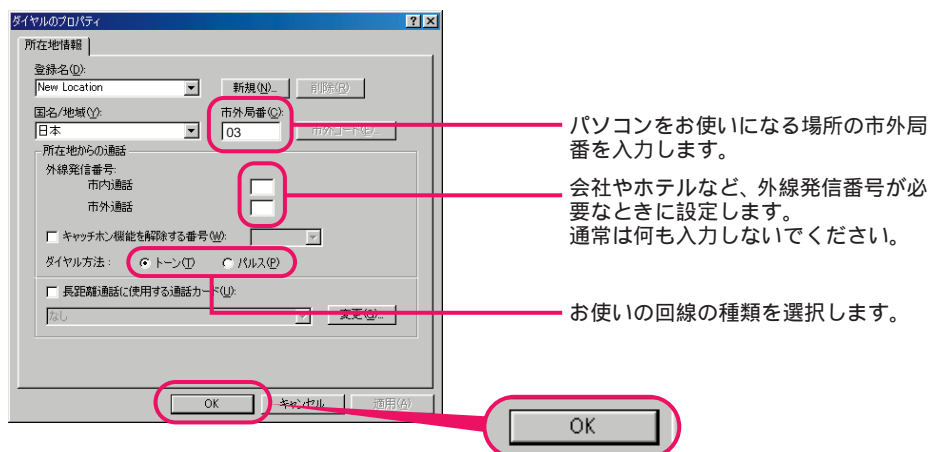 ダイヤルのプロパティ
所在地情報
登録名(D):
New Location
新規(N)...
削除(R)
国名/地域(Y):
市外局番(C):
日本
03
市外コード(E)...
所在地からの通話
外線発信番号:
市内通話
市外通話
キャッチホン機能を解除する番号(W):
ダイヤル方法:
トーン(T)
パルス(P)
長距離通話に使用する通話カード(U):
なし
変更(G)...
OK
キャンセル
適用(A)
パソコンをお使いになる場所の市外局
番を入力します。
会社やホテルなど、外線発信番号が必
要なときに設定します。
通常は何も入力しないでください。
お使いの回線の種類を選択します。
OK